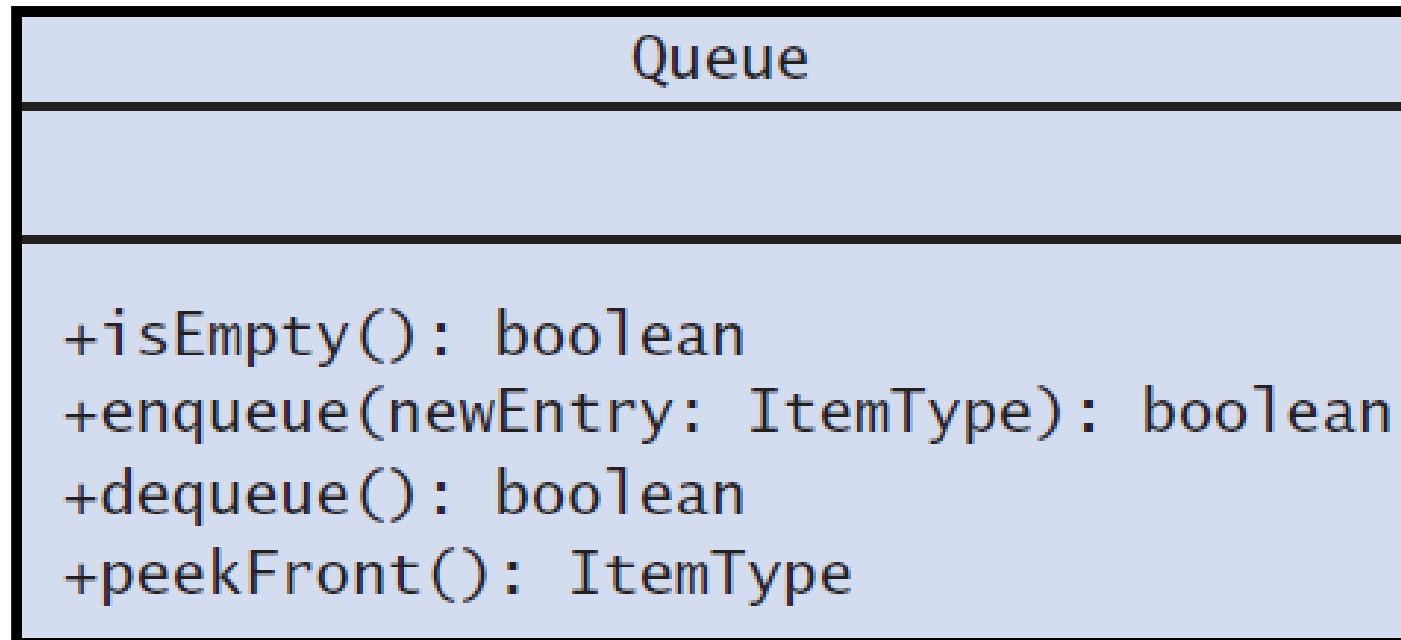 Queue
+isEmpty(): boolean
+enqueue(newEntry: ItemType): boolean
+dequeue(): boolean
+peekFront(): ItemType